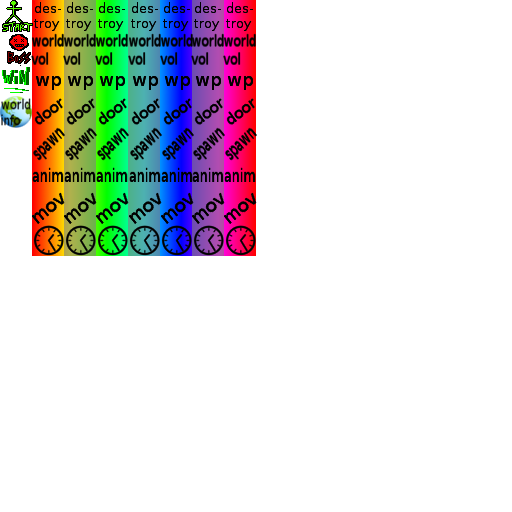 START des- des- des- des- des- des- des-
troy troy troy troy troy troy troy
BOSS world world world world world world world
vol vol vol vol vol vol vol
WIN wp wp wp wp wp wp wp
world info door door door door door door door
spawn spawn spawn spawn spawn spawn spawn
anim anim anim anim anim anim anim
mov mov mov mov mov mov mov